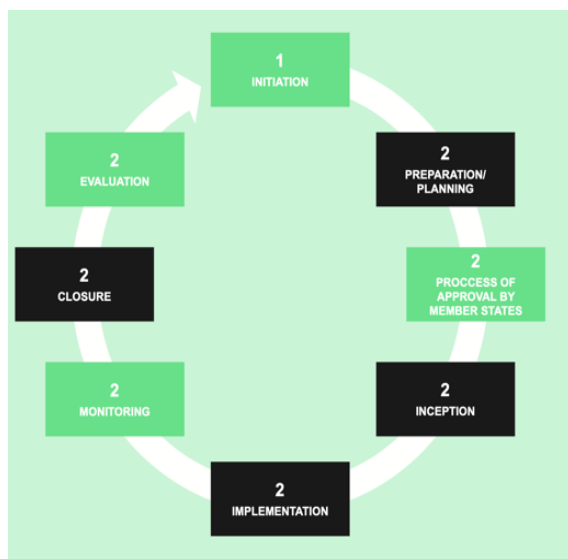 1
INITIATION
2
PREPARATION/
PLANNING
2
PROCCESS OF
APPROVAL BY
MEMBER STATES
2
INCEPTION
2
IMPLEMENTATION
2
MONITORING
2
CLOSURE
2
EVALUATION